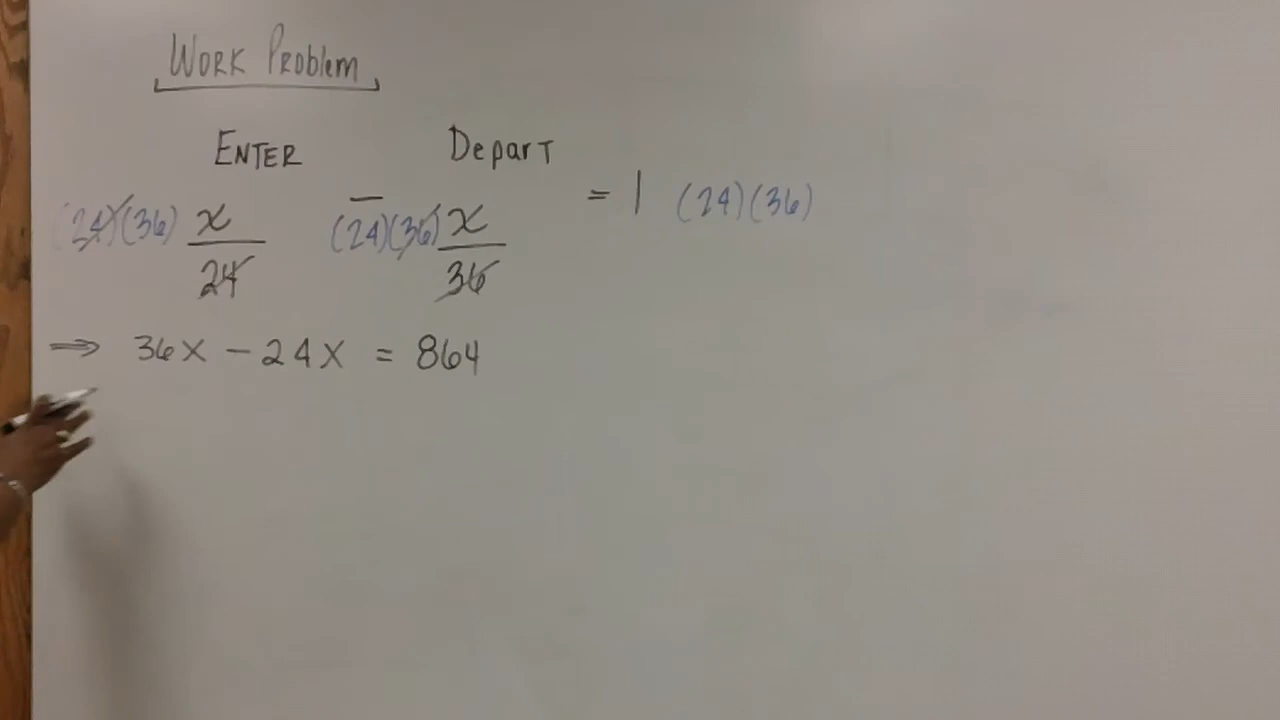 Work Problem
ENTER Depart
(24)(36) x/24 − (24)(36) x/36 = 1 (24)(36)
⇒ 36x − 24x = 864